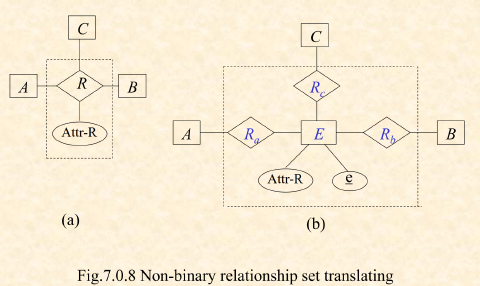 C
C
A
R
B
R_c
Attr-R
A
R_a
E
R_b
B
Attr-R
e
(a)
(b)
Fig.7.0.8 Non-binary relationship set translating